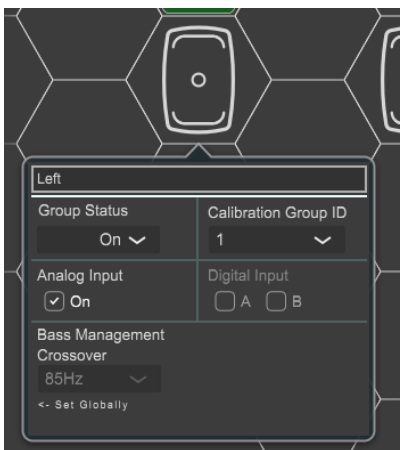 Left
Group Status
Calibration Group ID
On
1
Analog Input
Digital Input
On
A
B
Bass Management
Crossover
85Hz
<- Set Globally